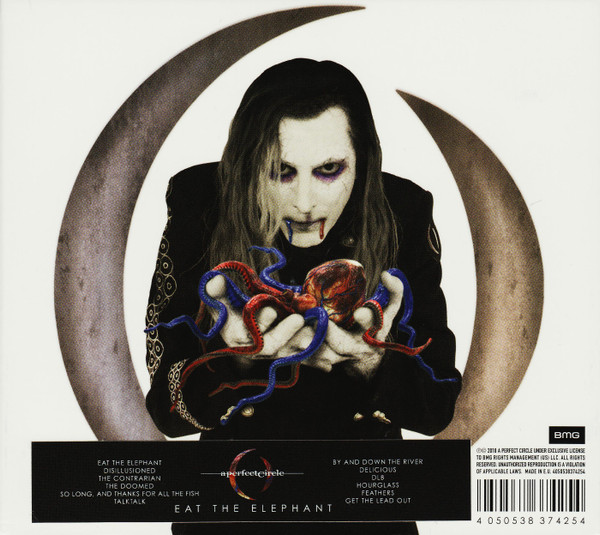 EAT THE ELEPHANT
DISILLUSIONED
THE CONTRARIAN
THE DOOMED
SO LONG, AND THANKS FOR ALL THE FISH
TALKTALK
aperfectcircle
BY AND DOWN THE RIVER
DELICIOUS
DLB
HOURGLASS
FEATHERS
GET THE LEAD OUT
EAT THE ELEPHANT
BMG
℗© 2018 A PERFECT CIRCLE UNDER EXCLUSIVE LICENSE
TO BMG RIGHTS MANAGEMENT (US) LLC. ALL RIGHTS
RESERVED. UNAUTHORIZED REPRODUCTION IS A VIOLATION
OF APPLICABLE LAWS. MADE IN E.U. 4050538374254
4 050538 374254